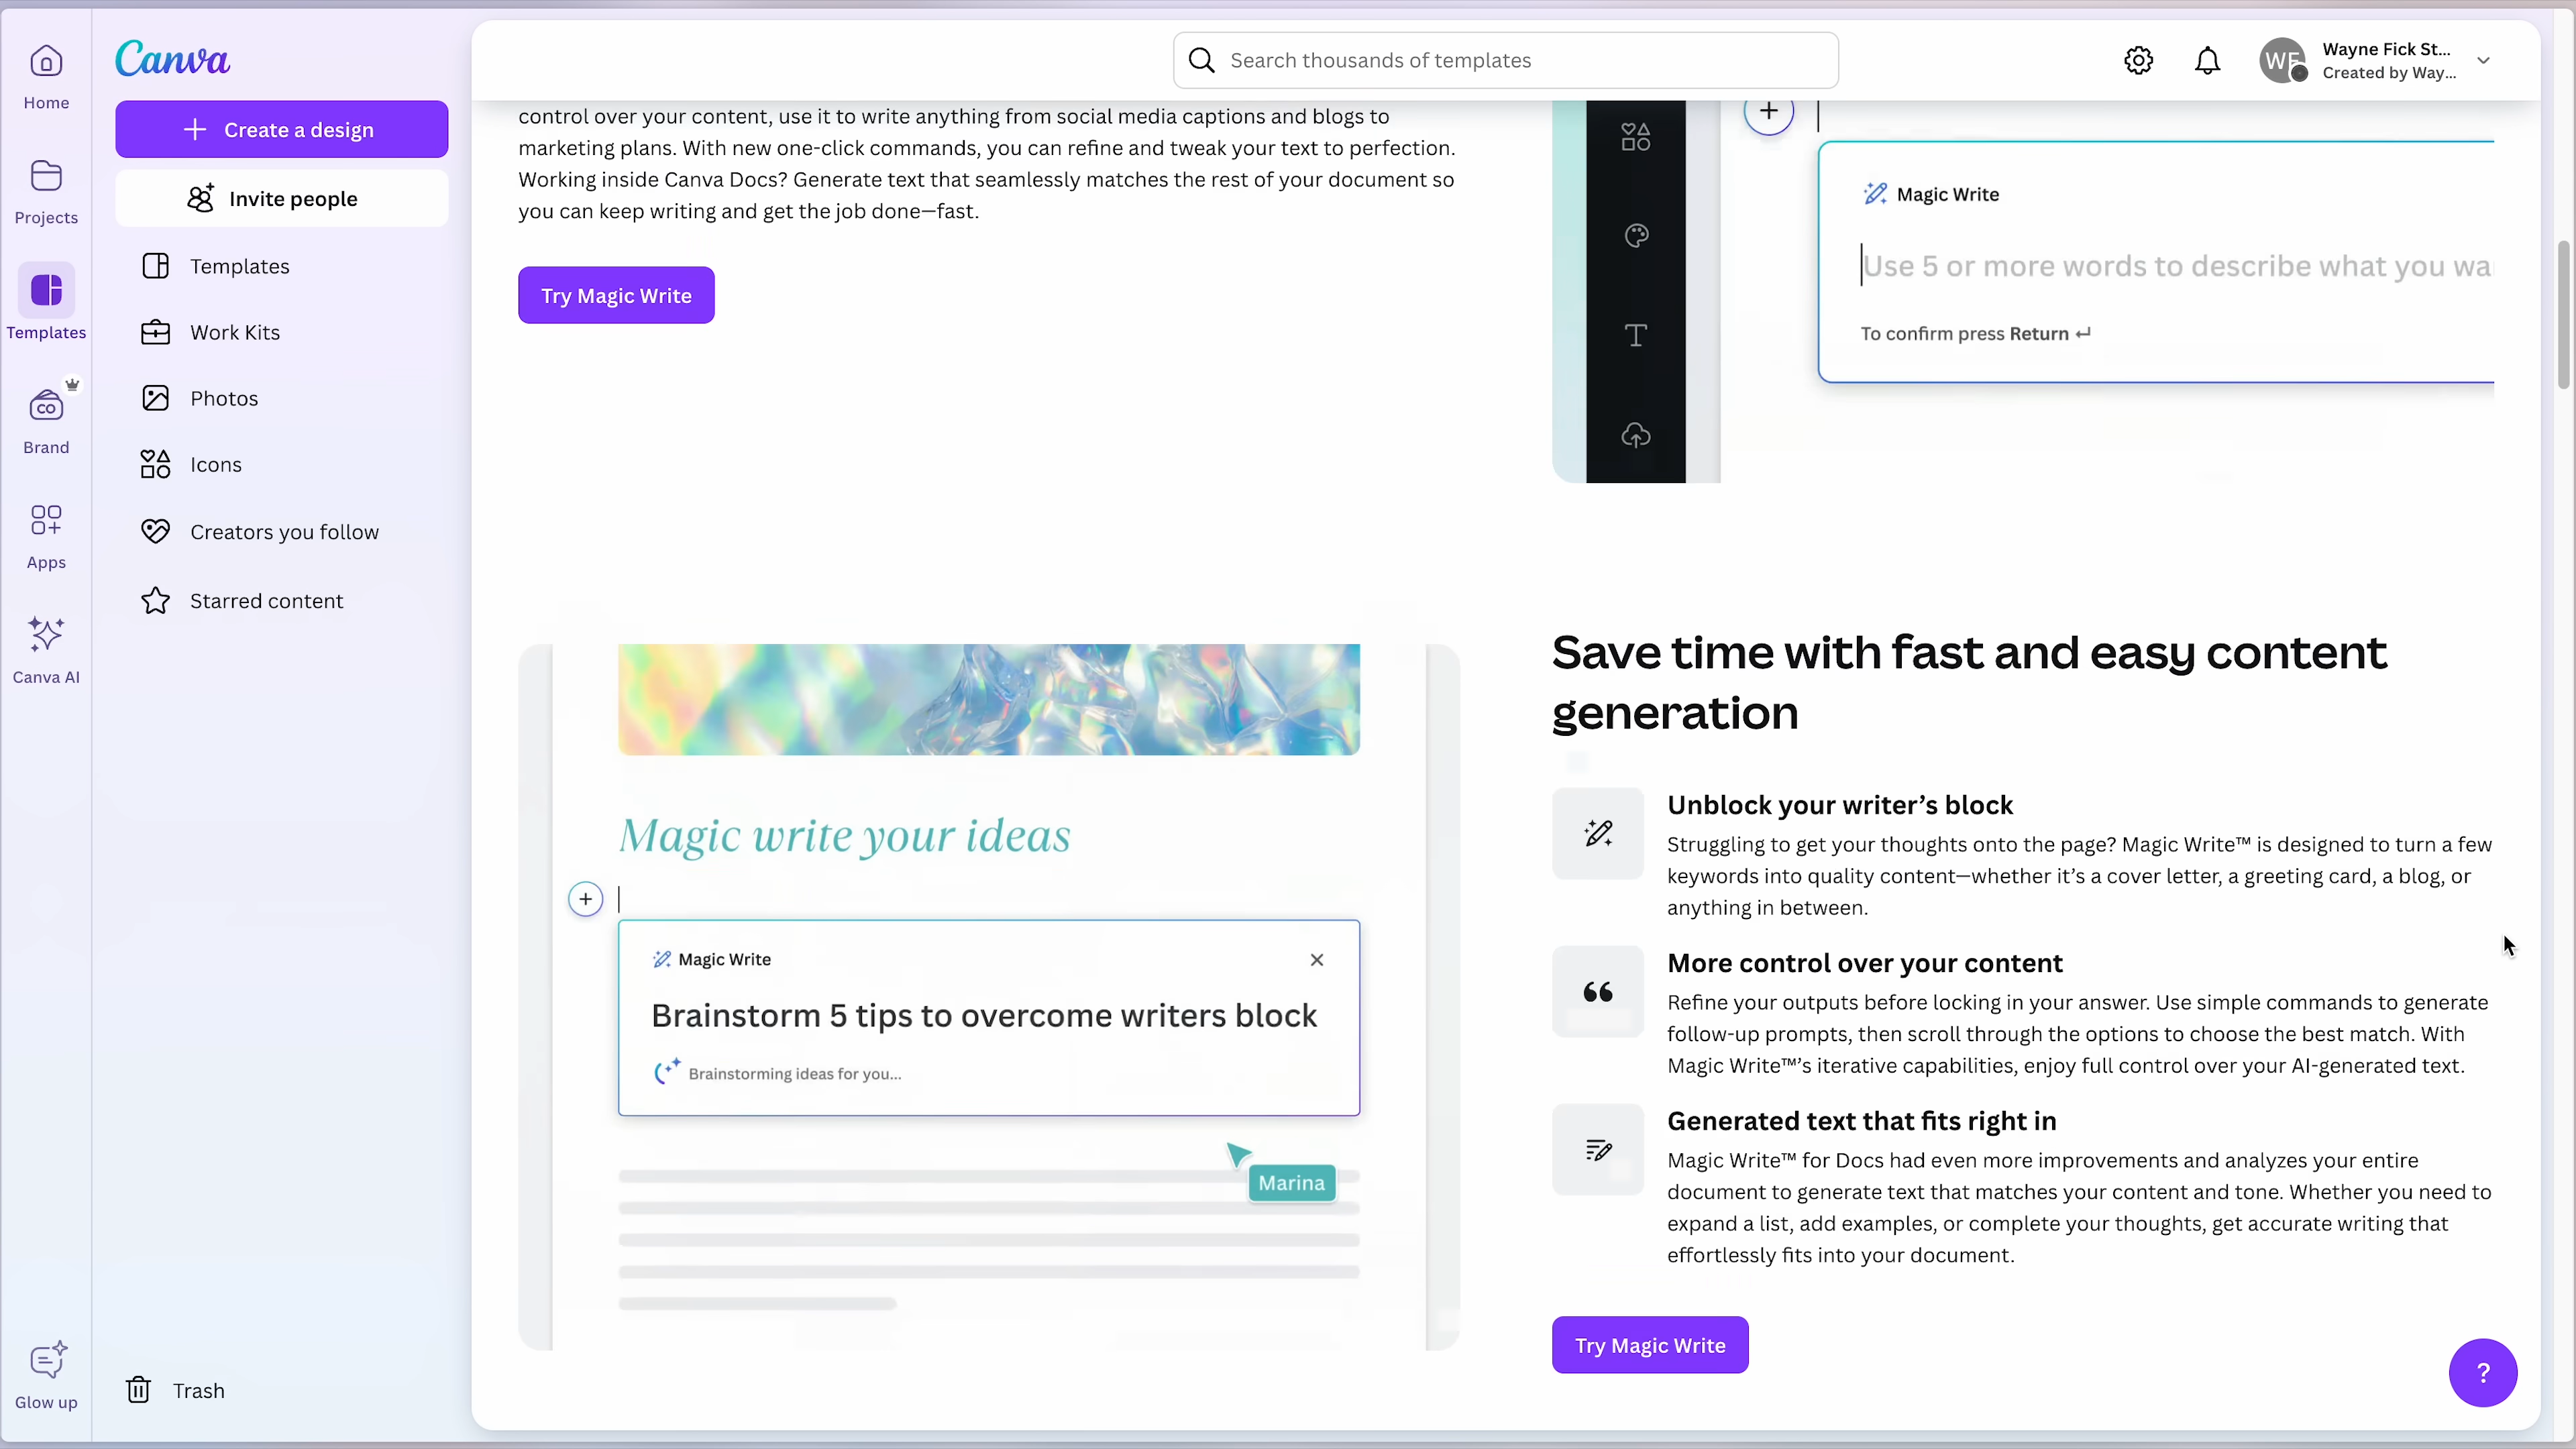 Home
Projects
Templates
CO
Brand
Apps
Canva AI
Glow up
Canva
Create a design
Invite people
Templates
Work Kits
Photos
Icons
Creators you follow
Starred content
Trash
Search thousands of templates
WF
Wayne Fick St...
Created by Way...
control over your content, use it to write anything from social media captions and blogs to
marketing plans. With new one-click commands, you can refine and tweak your text to perfection.
Working inside Canva Docs? Generate text that seamlessly matches the rest of your document so
you can keep writing and get the job done—fast.
Try Magic Write
T
Magic Write
Use 5 or more words to describe what you wa
To confirm press Return ↵
Magic write your ideas
Magic Write
Brainstorm 5 tips to overcome writers block
Brainstorming ideas for you...
Marina
Save time with fast and easy content
generation
Unblock your writer’s block
Struggling to get your thoughts onto the page? Magic Write™ is designed to turn a few
keywords into quality content—whether it’s a cover letter, a greeting card, a blog, or
anything in between.
More control over your content
Refine your outputs before locking in your answer. Use simple commands to generate
follow-up prompts, then scroll through the options to choose the best match. With
Magic Write™’s iterative capabilities, enjoy full control over your AI-generated text.
Generated text that fits right in
Magic Write™ for Docs had even more improvements and analyzes your entire
document to generate text that matches your content and tone. Whether you need to
expand a list, add examples, or complete your thoughts, get accurate writing that
effortlessly fits into your document.
Try Magic Write
?